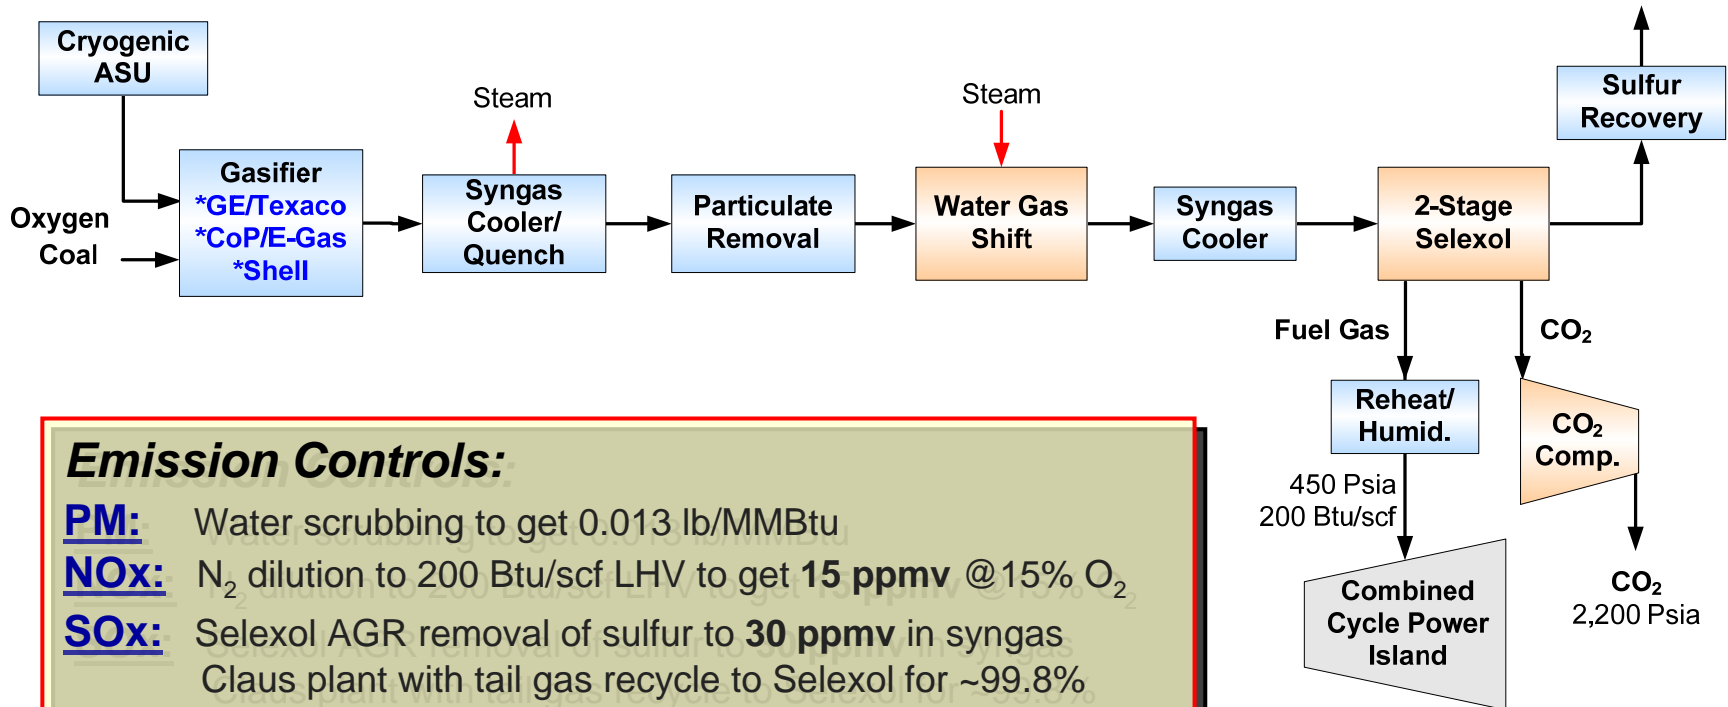 Cryogenic
ASU
Oxygen
Coal
Gasifier
*GE/Texaco
*CoP/E-Gas
*Shell
Steam
Syngas
Cooler/
Quench
Particulate
Removal
Steam
Water Gas
Shift
Syngas
Cooler
2-Stage
Selexol
Sulfur
Recovery
Fuel Gas
CO₂
Reheat/
Humid.
CO₂
Comp.
450 Psia
200 Btu/scf
Combined
Cycle Power
Island
CO₂
2,200 Psia
Emission Controls:
PM: Water scrubbing to get 0.013 lb/MMBtu
NOx: N₂ dilution to 200 Btu/scf LHV to get 15 ppmv @15% O₂
SOx: Selexol AGR removal of sulfur to 30 ppmv in syngas
Claus plant with tail gas recycle to Selexol for ~99.8%